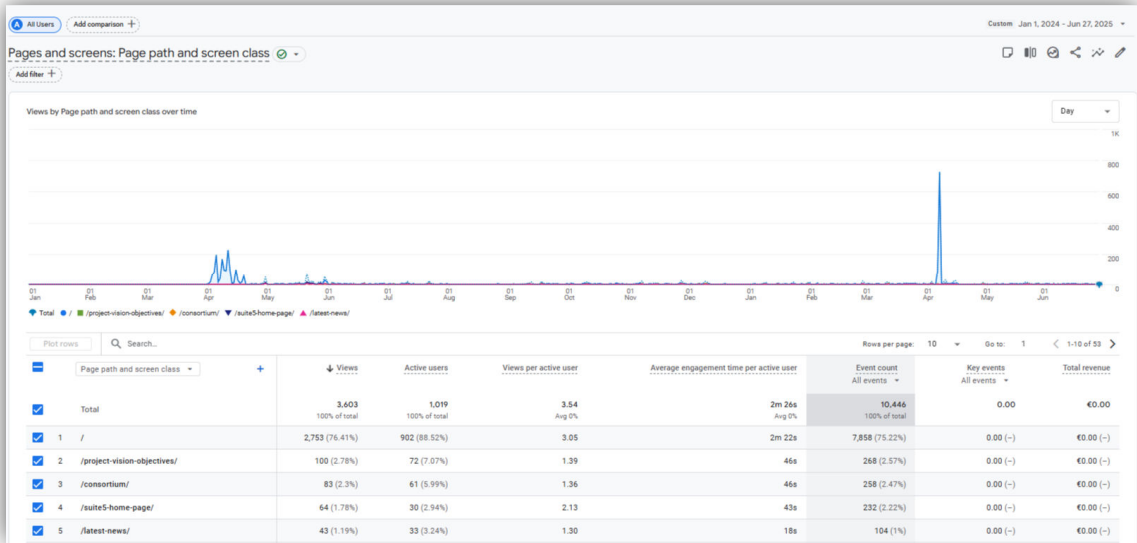 A All Users Add comparison + Custom Jan 1, 2024 - Jun 27, 2025
Pages and screens: Page path and screen class
Add filter +
Views by Page path and screen class over time Day
1K
800
600
400
200
0
01 01 01 01 01 01 01 01 01 01 01 01 01 01 01 01 01 01
Jan Feb Mar Apr May Jun Jul Aug Sep Oct Nov Dec Jan Feb Mar Apr May Jun
Total / /project-vision-objectives/ /consortium/ /suite5-home-page/ /latest-news/
Plot rows Search... Rows per page: 10 Go to: 1 < 1-10 of 53 >
Page path and screen class + ↓ Views Active users Views per active user Average engagement time per active user Event count Key events Total revenue
All events All events
Total 3,603 1,019 3.54 2m 26s 10,446 0.00 €0.00
100% of total 100% of total Avg 0% Avg 0% 100% of total
1 / 2,753 (76.41%) 902 (88.52%) 3.05 2m 22s 7,858 (75.22%) 0.00 (–) €0.00 (–)
2 /project-vision-objectives/ 100 (2.78%) 72 (7.07%) 1.39 46s 268 (2.57%) 0.00 (–) €0.00 (–)
3 /consortium/ 83 (2.3%) 61 (5.99%) 1.36 46s 258 (2.47%) 0.00 (–) €0.00 (–)
4 /suite5-home-page/ 64 (1.78%) 30 (2.94%) 2.13 43s 232 (2.22%) 0.00 (–) €0.00 (–)
5 /latest-news/ 43 (1.19%) 33 (3.24%) 1.30 18s 104 (1%) 0.00 (–) €0.00 (–)